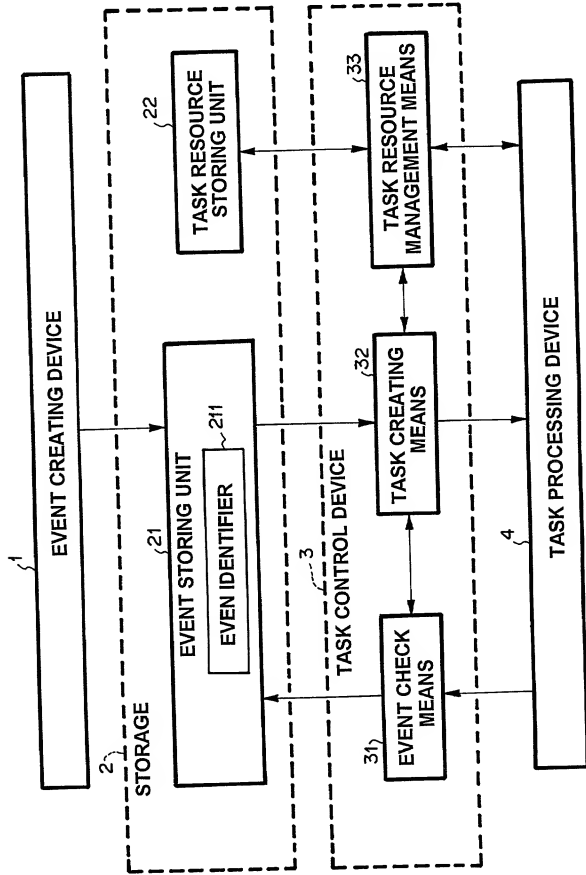 1
EVENT CREATING DEVICE
2
STORAGE
21
EVENT STORING UNIT
211
EVEN IDENTIFIER
22
TASK RESOURCE
STORING UNIT
3
TASK CONTROL DEVICE
31
EVENT CHECK
MEANS
32
TASK CREATING
MEANS
33
TASK RESOURCE
MANAGEMENT MEANS
4
TASK PROCESSING DEVICE